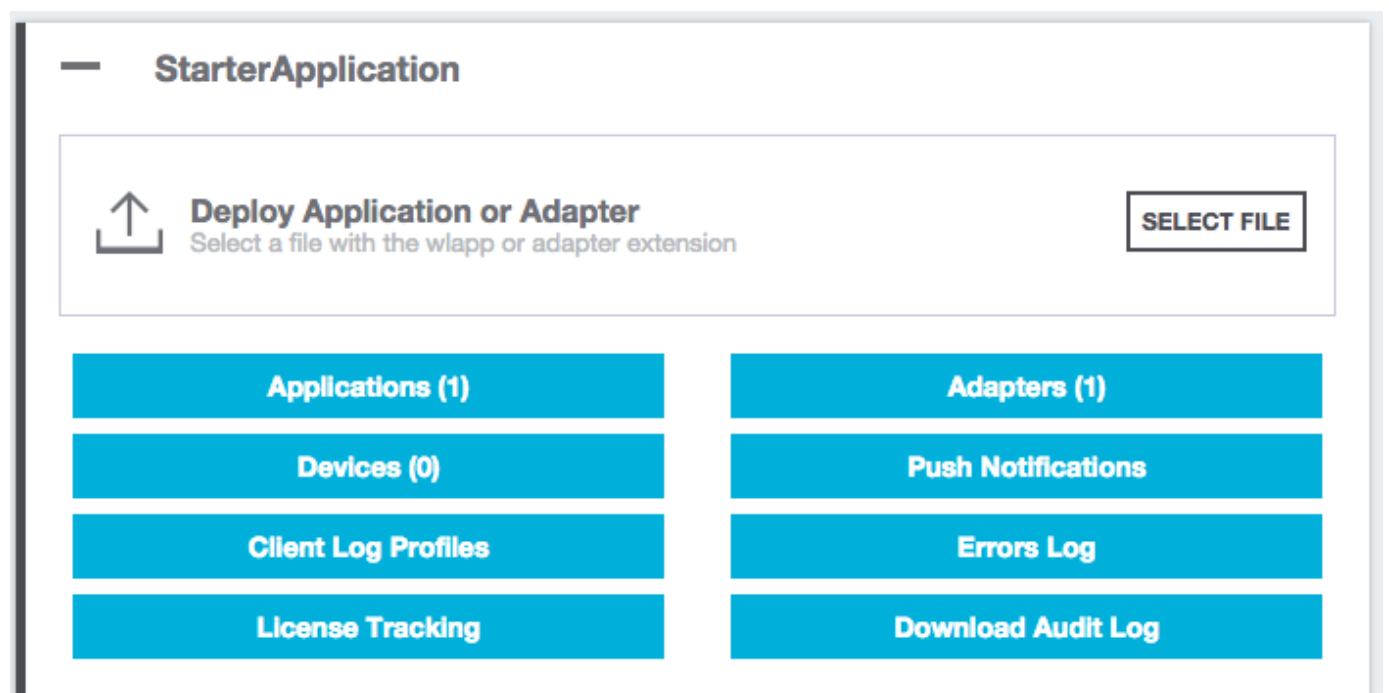 StarterApplication
Deploy Application or Adapter
Select a file with the wlapp or adapter extension
SELECT FILE
Applications (1)
Adapters (1)
Devices (0)
Push Notifications
Client Log Profiles
Errors Log
License Tracking
Download Audit Log